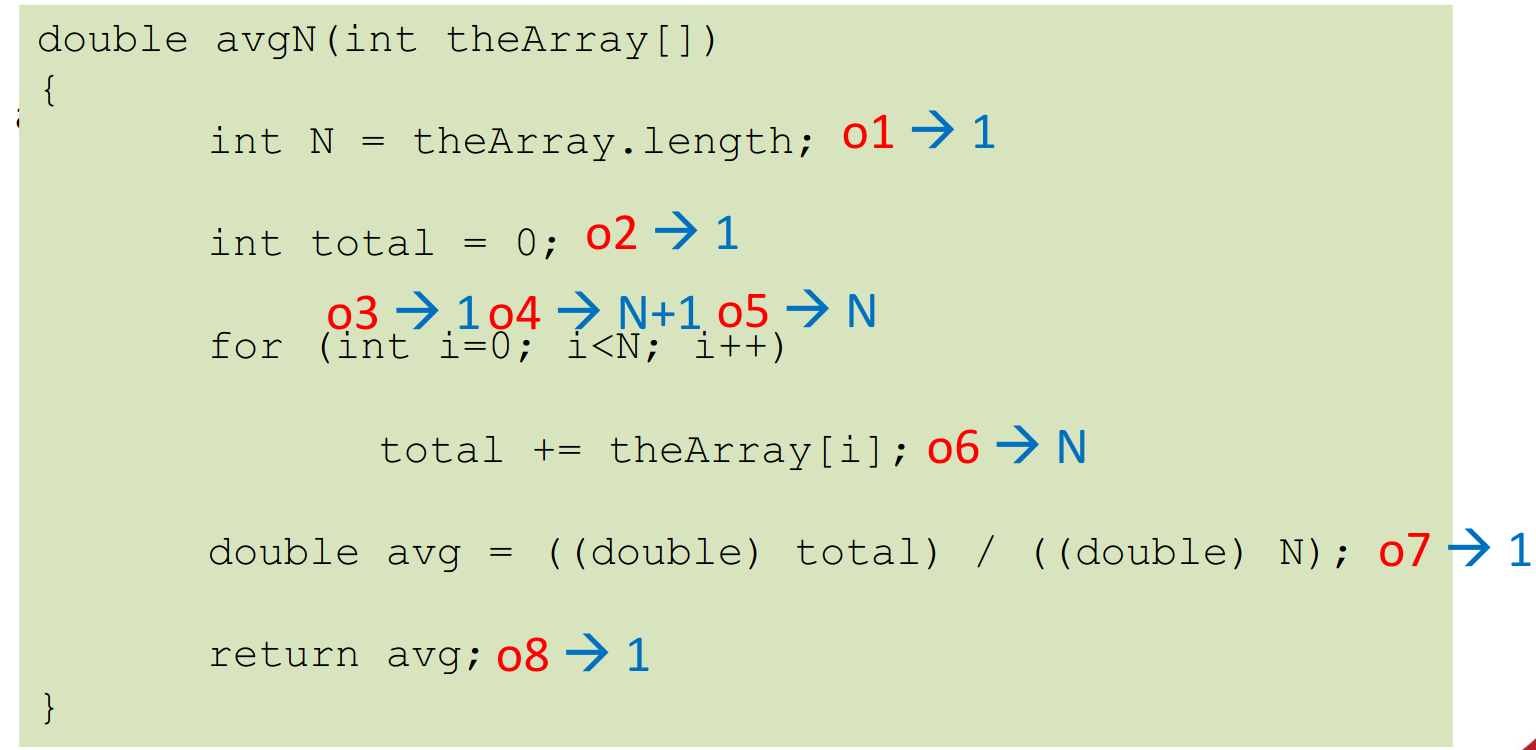 double avgN(int theArray[])
{
int N = theArray.length; o1 → 1
int total = 0; o2 → 1
o3 → 1 o4 → N+1 o5 → N
for (int i=0; i<N; i++)
total += theArray[i]; o6 → N
double avg = ((double) total) / ((double) N); o7 → 1
return avg; o8 → 1
}